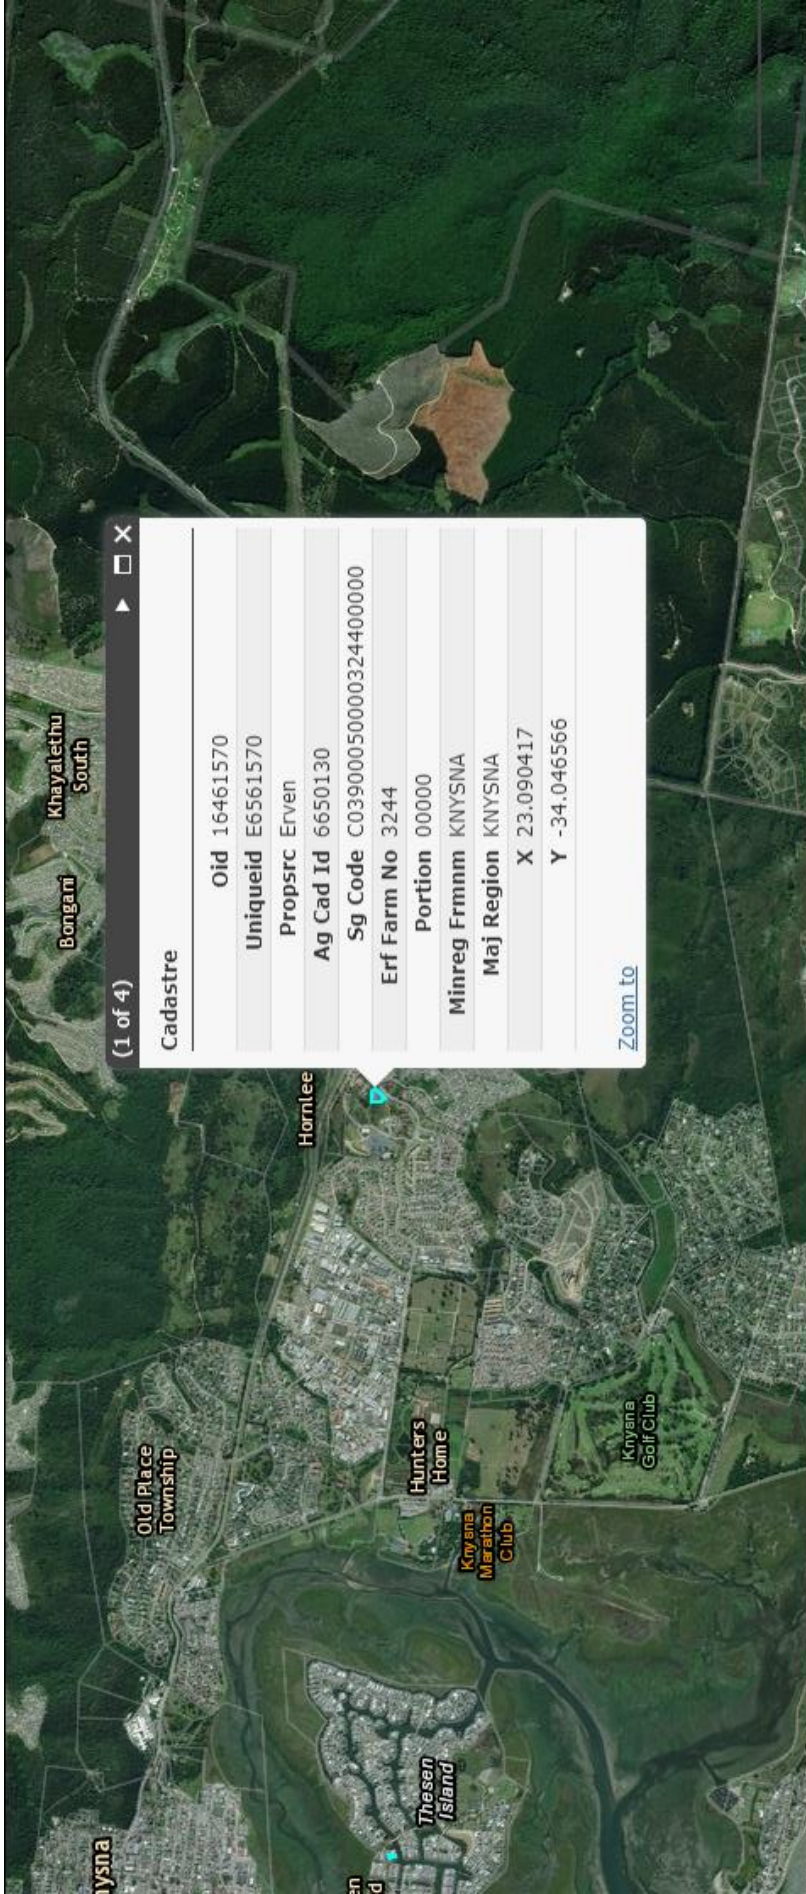 Khayalethu
South
Bongani
(1 of 4)
Cadastre
Oid 16461570
Uniqueid E6561570
Propsrc Erven
Ag Cad Id 6650130
Sg Code C03900050000324400000
Erf Farm No 3244
Portion 00000
Minreg Frmnm KNYSNA
Maj Region KNYSNA
X 23.090417
Y -34.046566
Zoom to
Hornlee
Old Place
Township
Hunters
Home
Knysna
Marathon
Club
Knysna
Golf Club
Thesen
Island
nysna
en
d